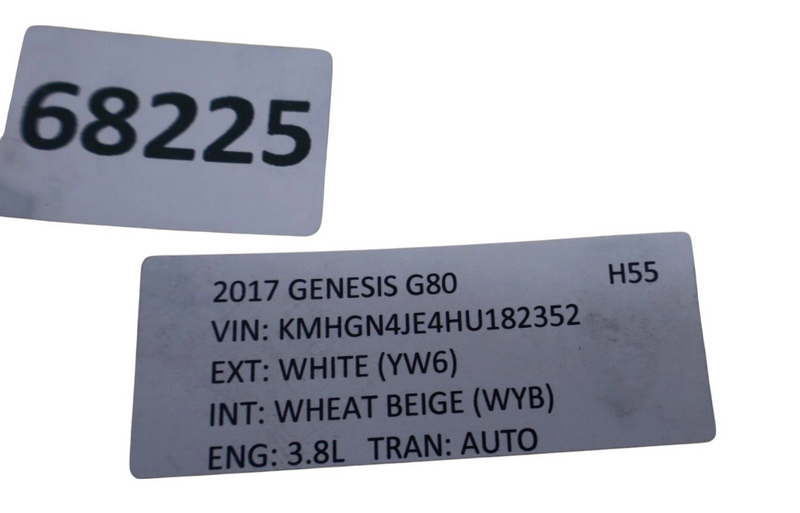 68225
2017 GENESIS G80 H55
VIN: KMHGN4JE4HU182352
EXT: WHITE (YW6)
INT: WHEAT BEIGE (WYB)
ENG: 3.8L TRAN: AUTO